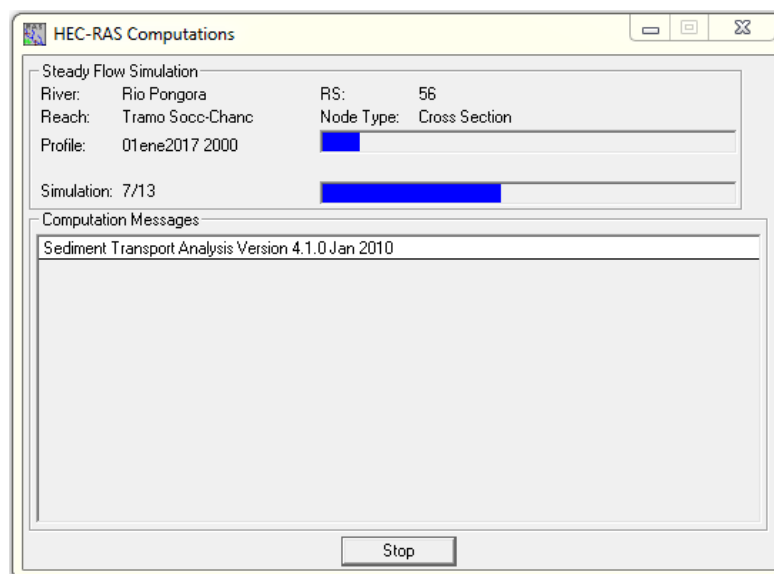 HEC-RAS Computations
Steady Flow Simulation
River: Rio Pongora RS: 56
Reach: Tramo Socc-Chanc Node Type: Cross Section
Profile: 01ene2017 2000
Simulation: 7/13
Computation Messages
Sediment Transport Analysis Version 4.1.0 Jan 2010
Stop